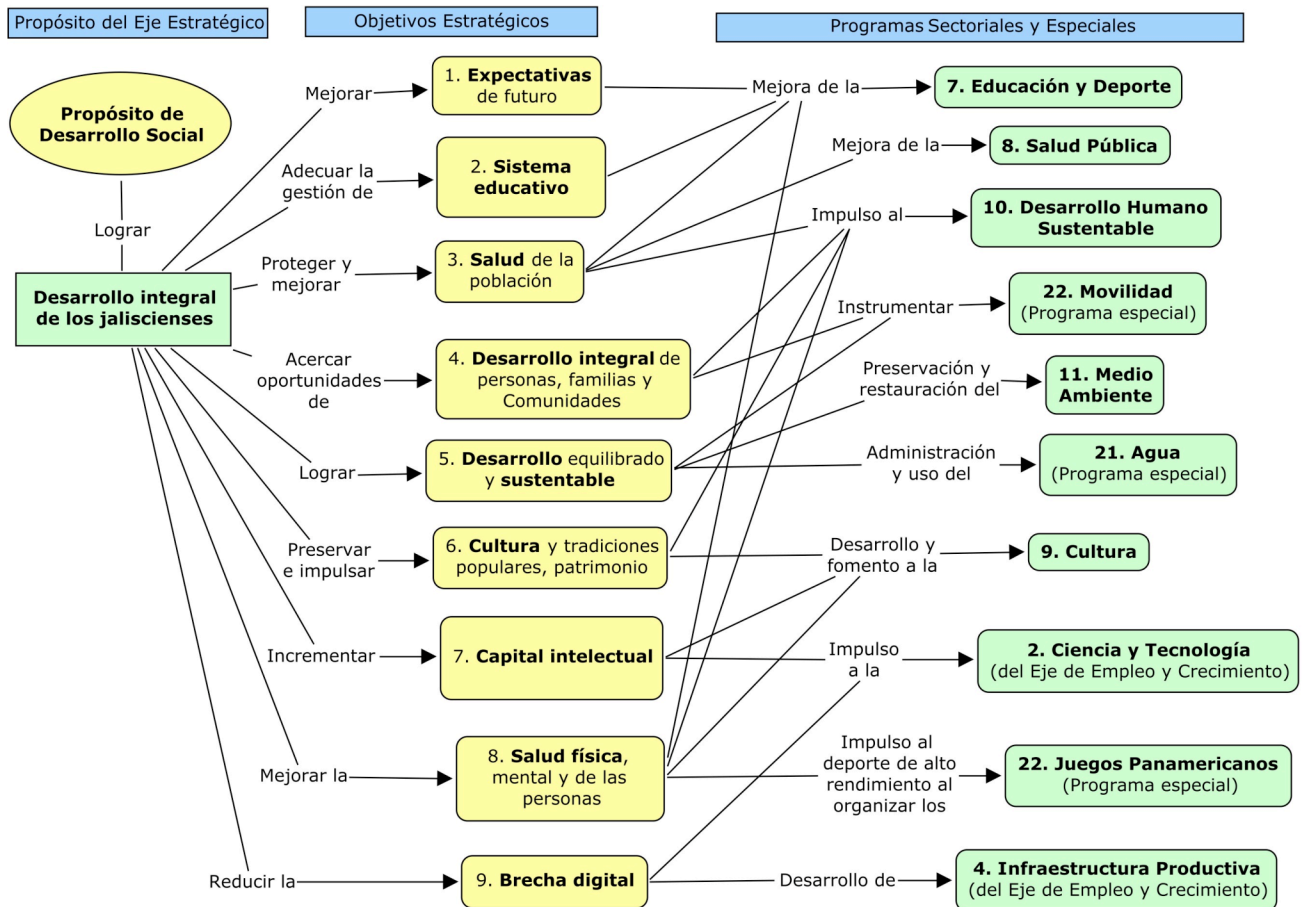 Propósito del Eje Estratégico
Objetivos Estratégicos
Programas Sectoriales y Especiales
Propósito de
Desarrollo Social
Lograr
Desarrollo integral
de los jaliscienses
Mejorar
1. Expectativas
de futuro
Mejora de la
7. Educación y Deporte
Adecuar la
gestión de
2. Sistema
educativo
Mejora de la
8. Salud Pública
Proteger y
mejorar
3. Salud de la
población
Impulso al
10. Desarrollo Humano
Sustentable
Acercar
oportunidades
de
4. Desarrollo integral de
personas, familias y
Comunidades
Instrumentar
22. Movilidad
(Programa especial)
Preservación y
restauración del
11. Medio
Ambiente
Lograr
5. Desarrollo equilibrado
y sustentable
Administración
y uso del
21. Agua
(Programa especial)
Preservar
e impulsar
6. Cultura y tradiciones
populares, patrimonio
Desarrollo y
fomento a la
9. Cultura
Incrementar
7. Capital intelectual
Impulso
a la
2. Ciencia y Tecnología
(del Eje de Empleo y Crecimiento)
Mejorar la
8. Salud física,
mental y de las
personas
Impulso al
deporte de alto
rendimiento al
organizar los
22. Juegos Panamericanos
(Programa especial)
Reducir la
9. Brecha digital
Desarrollo de
4. Infraestructura Productiva
(del Eje de Empleo y Crecimiento)